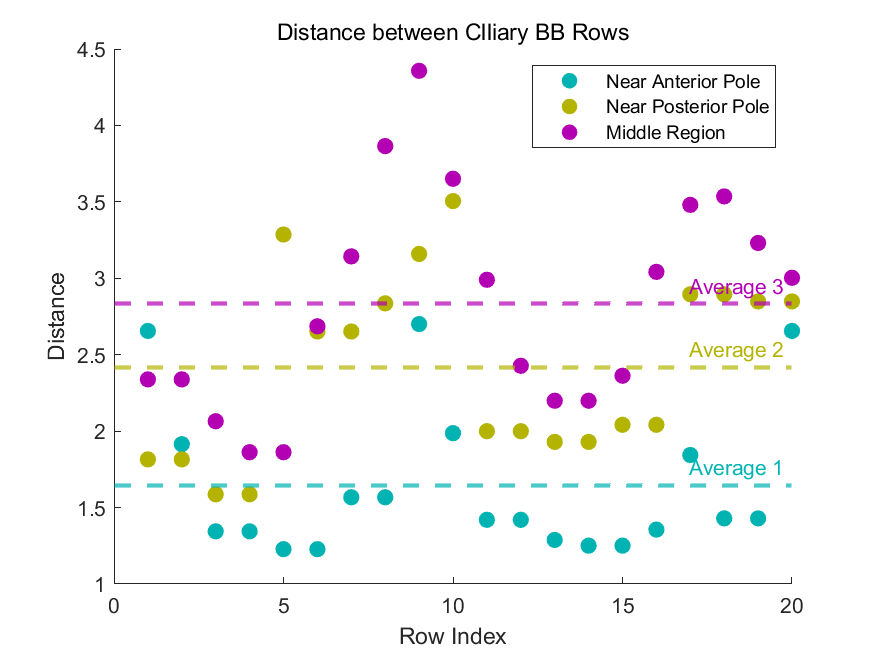 Distance between CIliary BB Rows
4.5
4
3.5
3
2.5
2
1.5
1
0
5
10
15
20
Distance
Row Index
Near Anterior Pole
Near Posterior Pole
Middle Region
Average 3
Average 2
Average 1